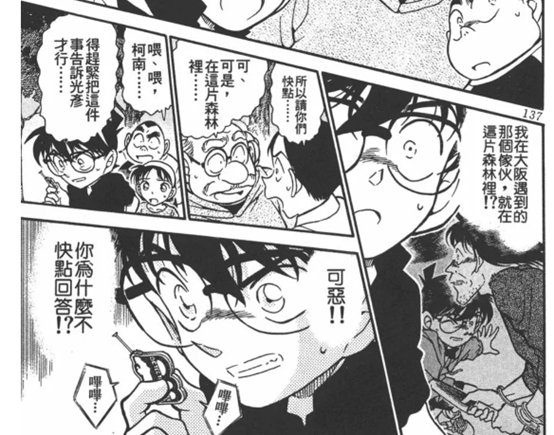 137
我在大阪遇到的
那個傢伙，就在
這片森林裡!?
所以請你們
快點……
可、
可是，
在這片森林
裡……
喂、喂，
柯南……
得趕緊把這件
事告訴光彥
才行……
可惡!!
你為什麼不
快點回答!?
嗶嗶…
嗶嗶…